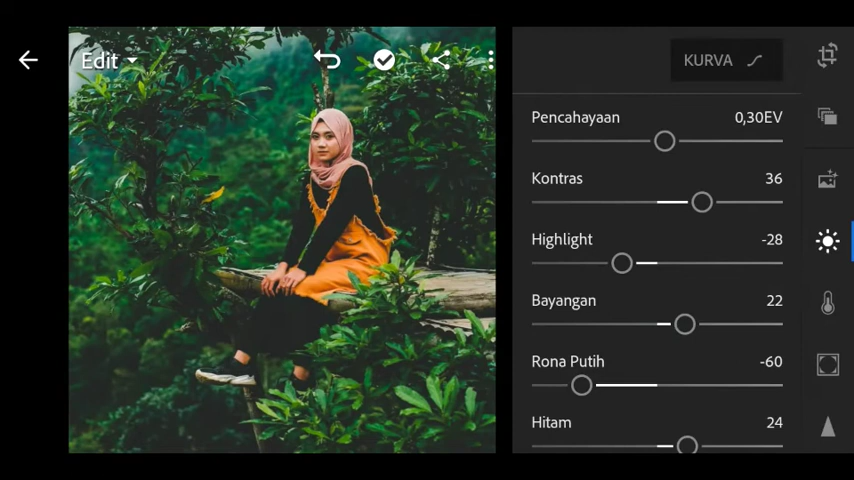 Edit
KURVA
Pencahayaan 0,30EV
Kontras 36
Highlight -28
Bayangan 22
Rona Putih -60
Hitam 24